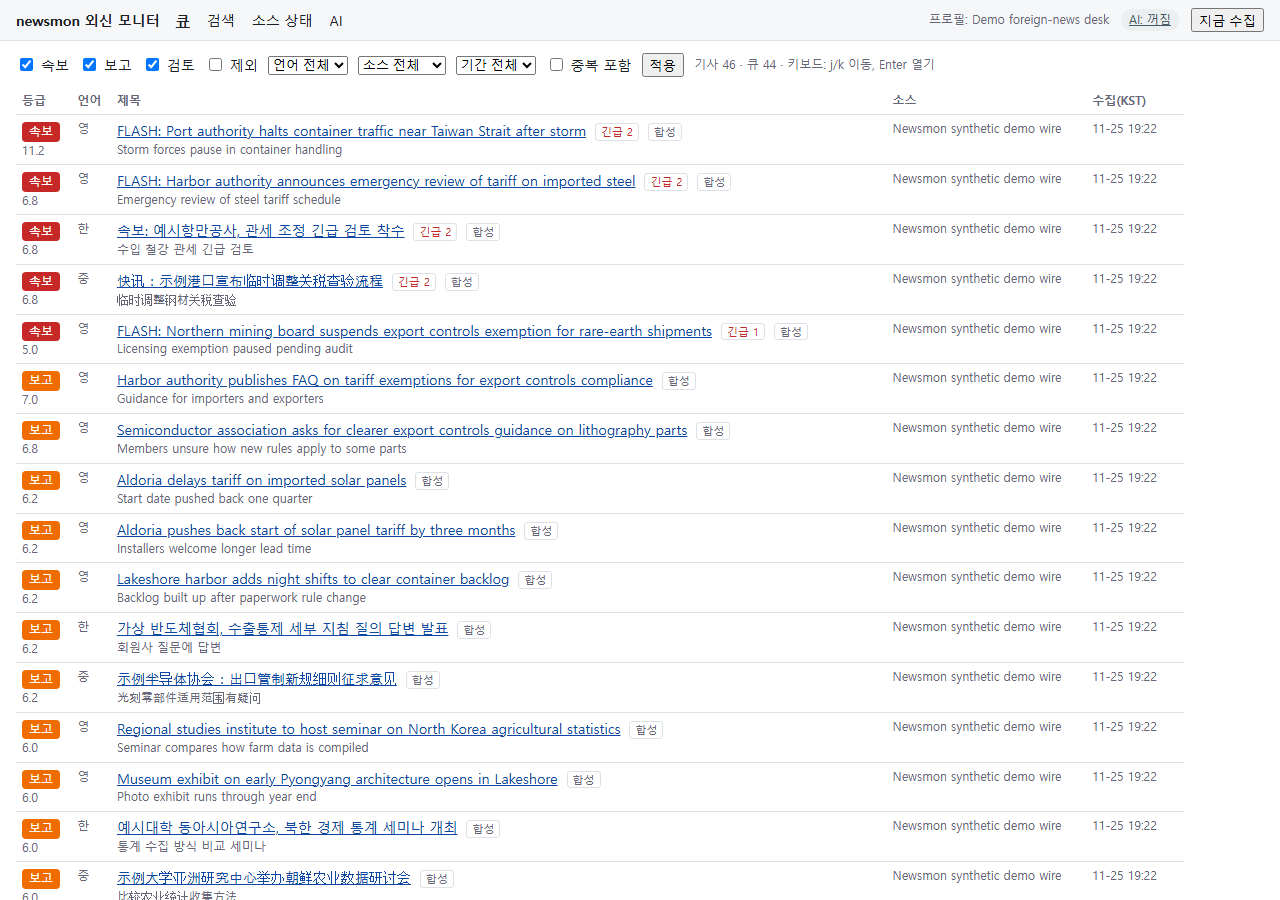 newsmon 외신 모니터 큐 검색 소스 상태 AI 프로필: Demo foreign-news desk AI: 꺼짐 지금 수집
속보 보고 검토 제외 언어 전체 소스 전체 기간 전체 중복 포함 적용 기사 46 · 큐 44 · 키보드: j/k 이동, Enter 열기
등급 언어 제목 소스 수집(KST)
속보 영 FLASH: Port authority halts container traffic near Taiwan Strait after storm 긴급 2 합성 Newsmon synthetic demo wire 11-25 19:22
11.2 Storm forces pause in container handling
속보 영 FLASH: Harbor authority announces emergency review of tariff on imported steel 긴급 2 합성 Newsmon synthetic demo wire 11-25 19:22
6.8 Emergency review of steel tariff schedule
속보 한 속보: 예시항만공사, 관세 조정 긴급 검토 착수 긴급 2 합성 Newsmon synthetic demo wire 11-25 19:22
6.8 수입 철강 관세 긴급 검토
속보 중 快讯：示例港口宣布临时调整关税查验流程 긴급 2 합성 Newsmon synthetic demo wire 11-25 19:22
6.8 临时调整钢材关税查验
속보 영 FLASH: Northern mining board suspends export controls exemption for rare-earth shipments 긴급 1 합성 Newsmon synthetic demo wire 11-25 19:22
5.0 Licensing exemption paused pending audit
보고 영 Harbor authority publishes FAQ on tariff exemptions for export controls compliance 합성 Newsmon synthetic demo wire 11-25 19:22
7.0 Guidance for importers and exporters
보고 영 Semiconductor association asks for clearer export controls guidance on lithography parts 합성 Newsmon synthetic demo wire 11-25 19:22
6.8 Members unsure how new rules apply to some parts
보고 영 Aldoria delays tariff on imported solar panels 합성 Newsmon synthetic demo wire 11-25 19:22
6.2 Start date pushed back one quarter
보고 영 Aldoria pushes back start of solar panel tariff by three months 합성 Newsmon synthetic demo wire 11-25 19:22
6.2 Installers welcome longer lead time
보고 영 Lakeshore harbor adds night shifts to clear container backlog 합성 Newsmon synthetic demo wire 11-25 19:22
6.2 Backlog built up after paperwork rule change
보고 한 가상 반도체협회, 수출통제 세부 지침 질의 답변 발표 합성 Newsmon synthetic demo wire 11-25 19:22
6.2 회원사 질문에 답변
보고 중 示例半导体协会：出口管制新规细则征求意见 합성 Newsmon synthetic demo wire 11-25 19:22
6.2 光刻零部件适用范围有疑问
보고 영 Regional studies institute to host seminar on North Korea agricultural statistics 합성 Newsmon synthetic demo wire 11-25 19:22
6.0 Seminar compares how farm data is compiled
보고 영 Museum exhibit on early Pyongyang architecture opens in Lakeshore 합성 Newsmon synthetic demo wire 11-25 19:22
6.0 Photo exhibit runs through year end
보고 한 예시대학 동아시아연구소, 북한 경제 통계 세미나 개최 합성 Newsmon synthetic demo wire 11-25 19:22
6.0 통계 수집 방식 비교 세미나
보고 중 示例大学亚洲研究中心举办朝鲜农业数据研讨会 합성 Newsmon synthetic demo wire 11-25 19:22
6.0 比较农业统计收集方法